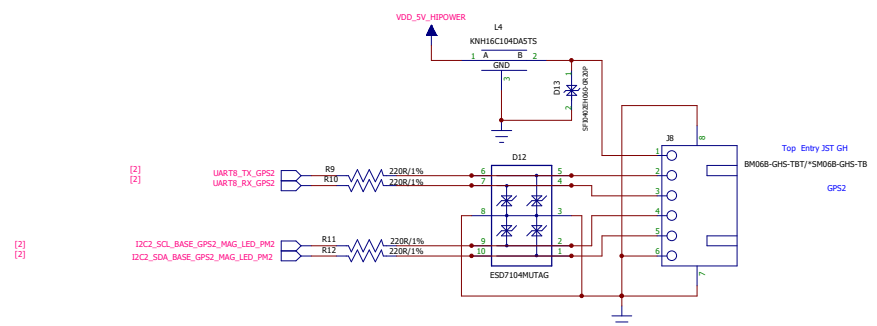 VDD_5V_HIPOWER
L4
KNH16C104DA5TS
1 A B 2
GND
3
1
D13
2
SFI0402EH060-0R20P
J8
8
Top Entry JST GH
BM06B-GHS-TBT/*SM06B-GHS-TB
GPS2
D12
[2] UART8_TX_GPS2 R9 220R/1% 6 5
[2] UART8_RX_GPS2 R10 220R/1% 7 4
8 3
[2] I2C2_SCL_BASE_GPS2_MAG_LED_PM2 R11 220R/1% 9 2
[2] I2C2_SDA_BASE_GPS2_MAG_LED_PM2 R12 220R/1% 10 1
ESD7104MUTAG
1
2
3
4
5
6
7